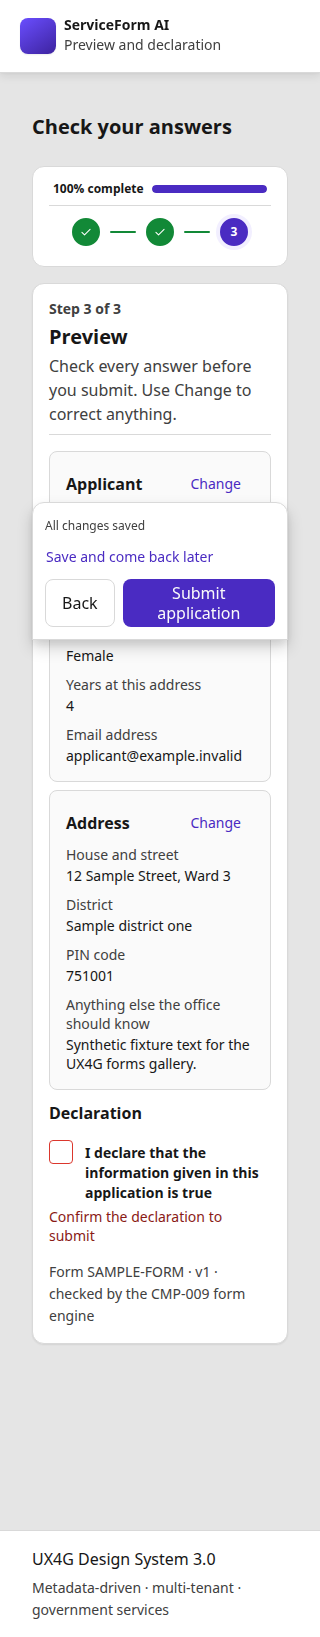 ServiceForm AI
Preview and declaration
Check your answers
100% complete
3
Step 3 of 3
Preview
Check every answer before
you submit. Use Change to
correct anything.
Applicant
Change
All changes saved
Save and come back later
Back
Submit
application
Female
Years at this address
4
Email address
applicant@example.invalid
Address
Change
House and street
12 Sample Street, Ward 3
District
Sample district one
PIN code
751001
Anything else the office
should know
Synthetic fixture text for the
UX4G forms gallery.
Declaration
I declare that the
information given in this
application is true
Confirm the declaration to
submit
Form SAMPLE-FORM · v1 ·
checked by the CMP-009 form
engine
UX4G Design System 3.0
Metadata-driven · multi-tenant ·
government services